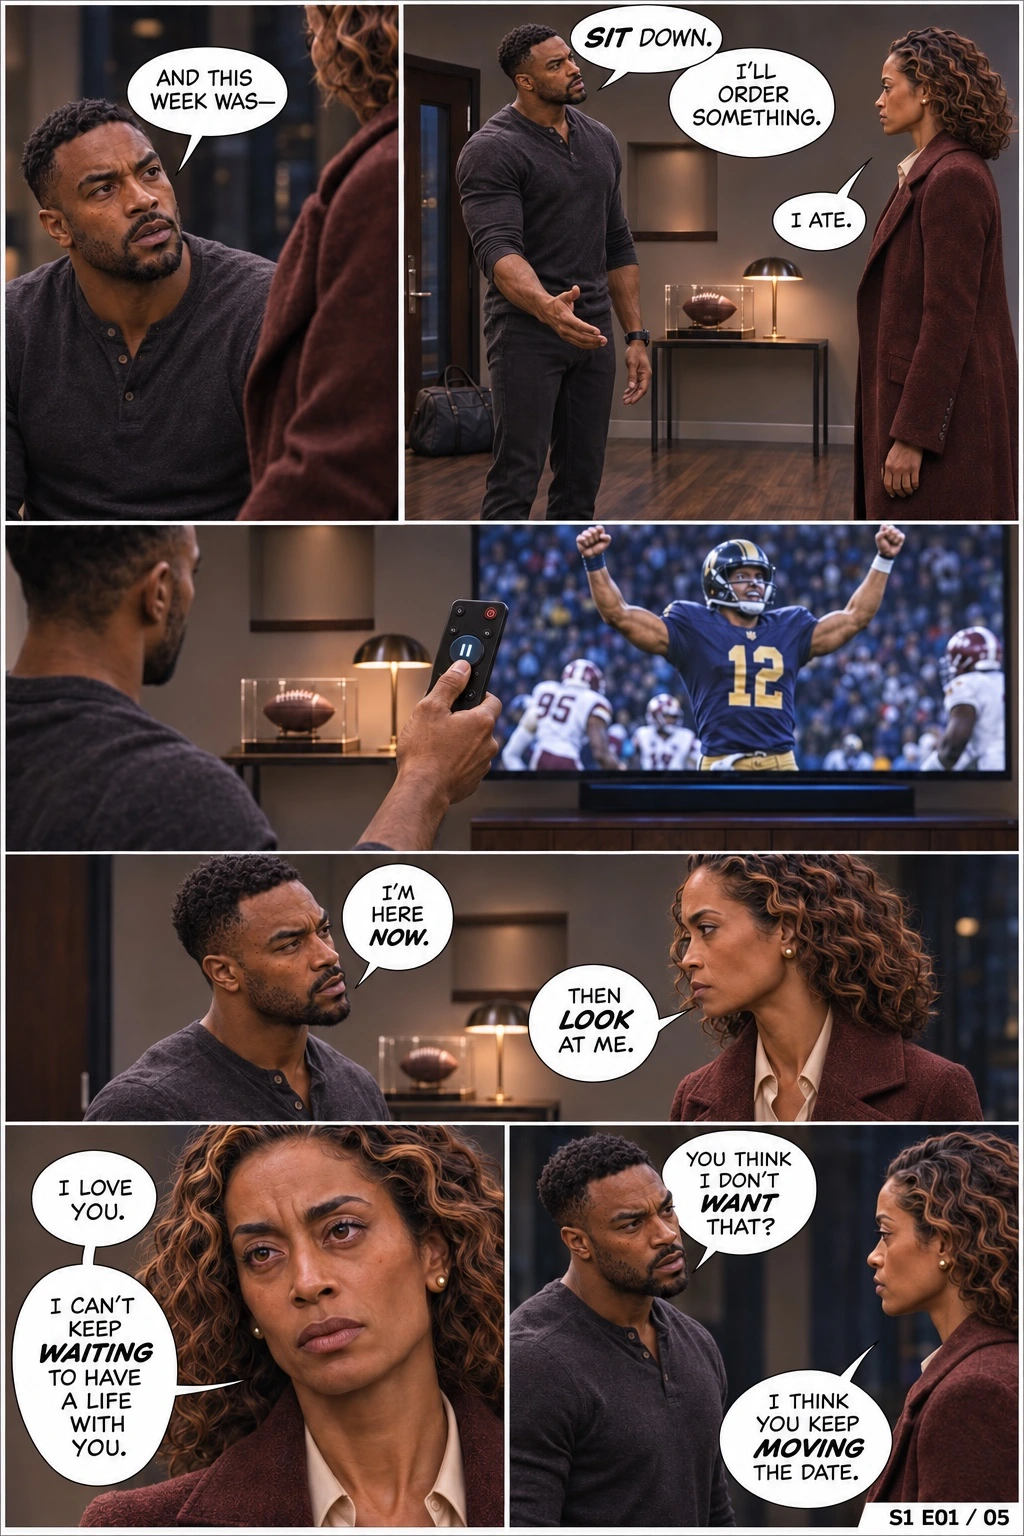 AND THIS
WEEK WAS—
SIT DOWN.
I'LL
ORDER
SOMETHING.
I ATE.
12
95
I'M
HERE
NOW.
THEN
LOOK
AT ME.
I LOVE
YOU.
I CAN'T
KEEP
WAITING
TO HAVE
A LIFE
WITH
YOU.
YOU THINK
I DON'T
WANT
THAT?
I THINK
YOU KEEP
MOVING
THE DATE.
S1 E01 / 05